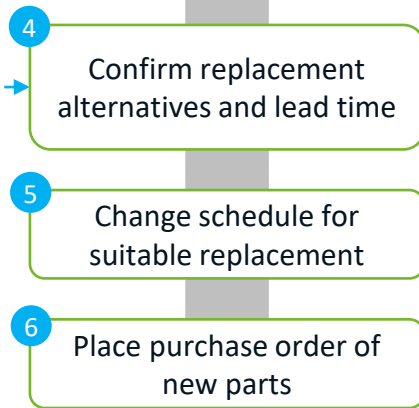 4
Confirm replacement
alternatives and lead time
5
Change schedule for
suitable replacement
6
Place purchase order of
new parts